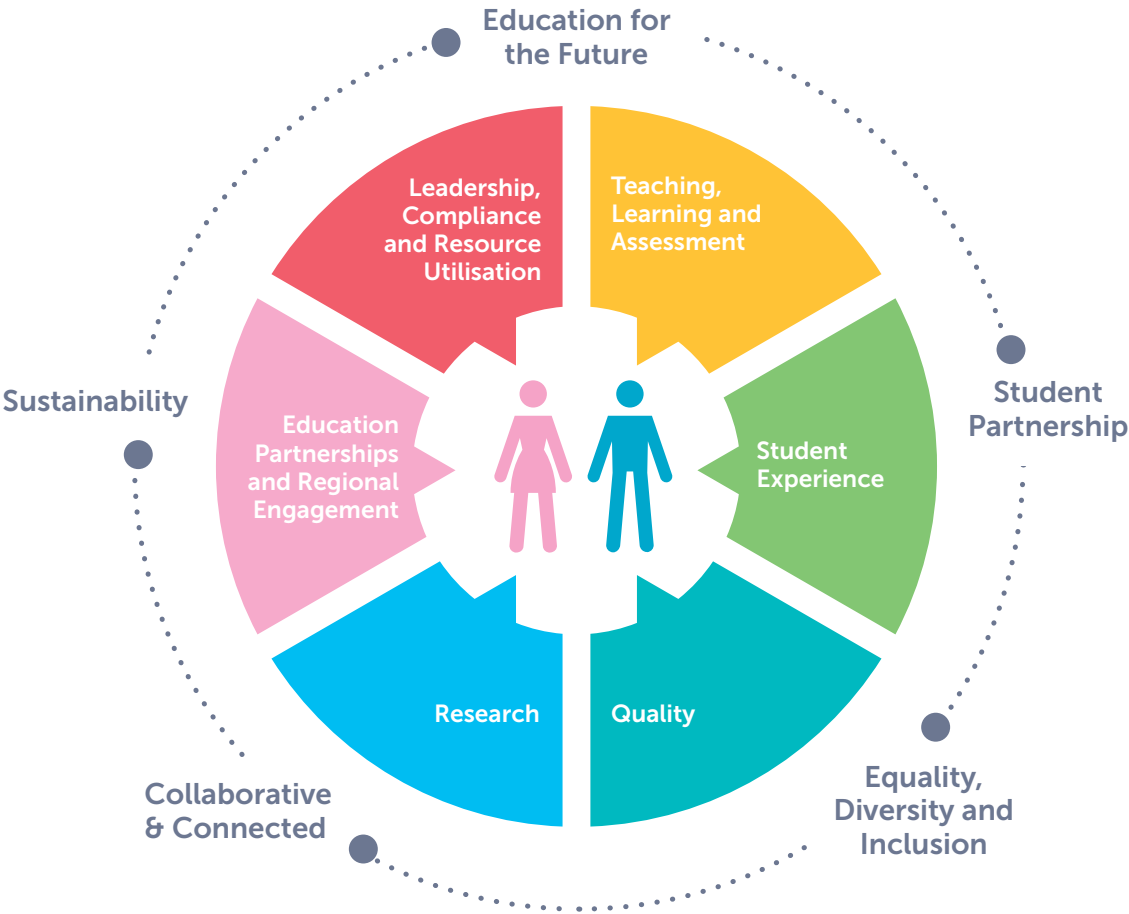 Education for
the Future
Leadership,
Compliance
and Resource
Utilisation
Teaching,
Learning and
Assessment
Sustainability
Student
Partnership
Education
Partnerships
and Regional
Engagement
Student
Experience
Research
Quality
Collaborative
& Connected
Equality,
Diversity and
Inclusion